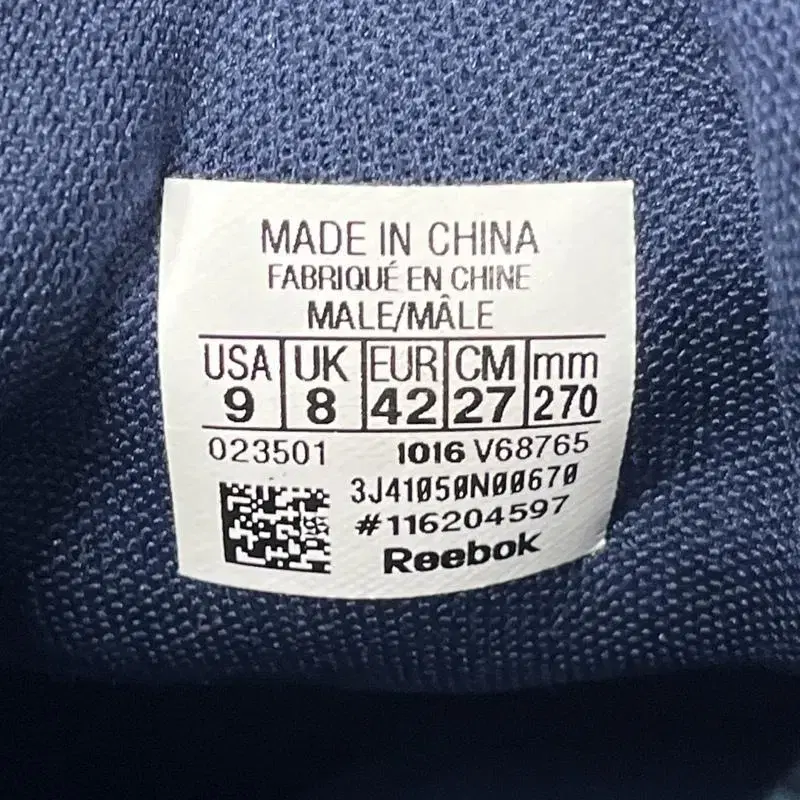 MADE IN CHINA
FABRIQUÉ EN CHINE
MALE/MÂLE
USA UK EUR CM mm
9 8 42 27 270
023501 1016 V68765
3J41050N00670
#116204597
Reebok